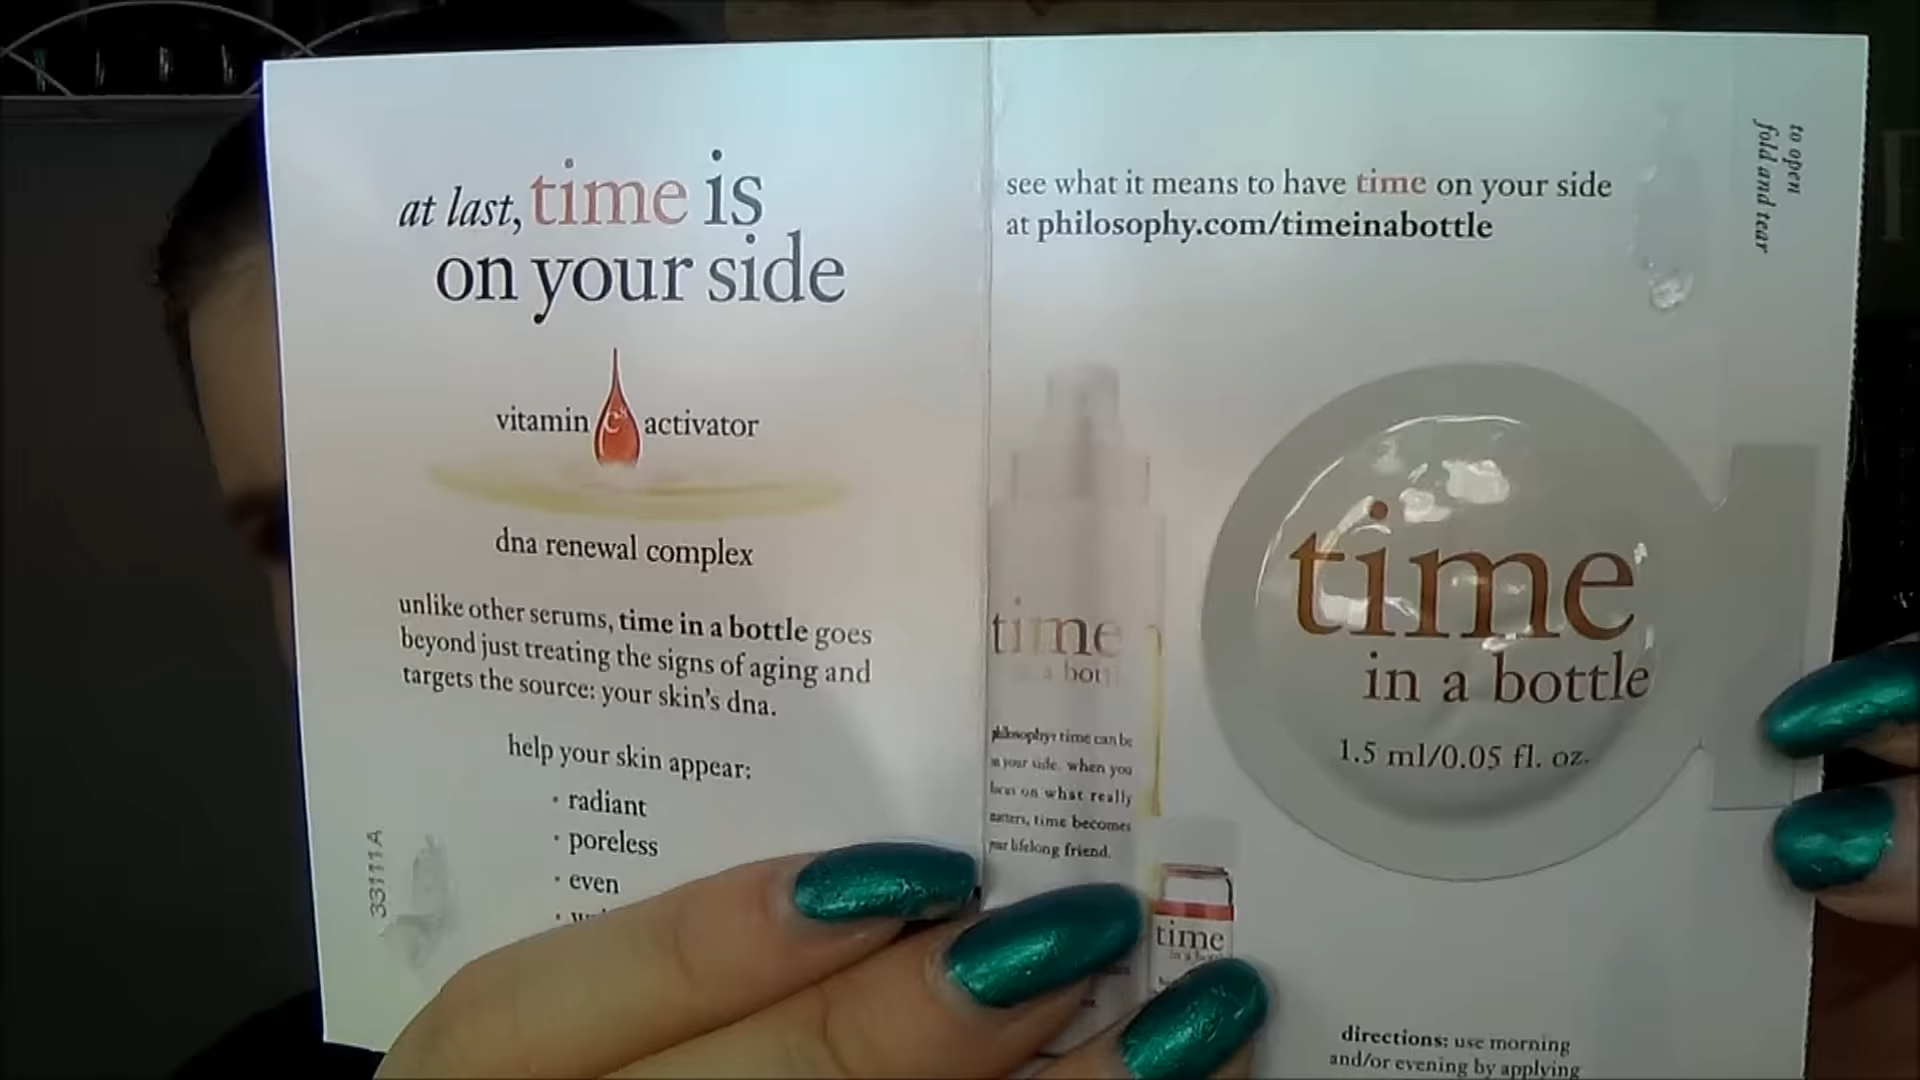 at last, time is
on your side
vitamin C8 activator
dna renewal complex
unlike other serums, time in a bottle goes
beyond just treating the signs of aging and
targets the source: your skin's dna.
help your skin appear:
· radiant
· poreless
· even
33111A
see what it means to have time on your side
at philosophy.com/timeinabottle
to open
fold and tear
time
in a bottle
1.5 ml/0.05 fl. oz.
time
a bott
philosophy: time can be
your side. when you
focus on what really
matters, time becomes
your lifelong friend.
time
in a bot
directions: use morning
and/or evening by applying